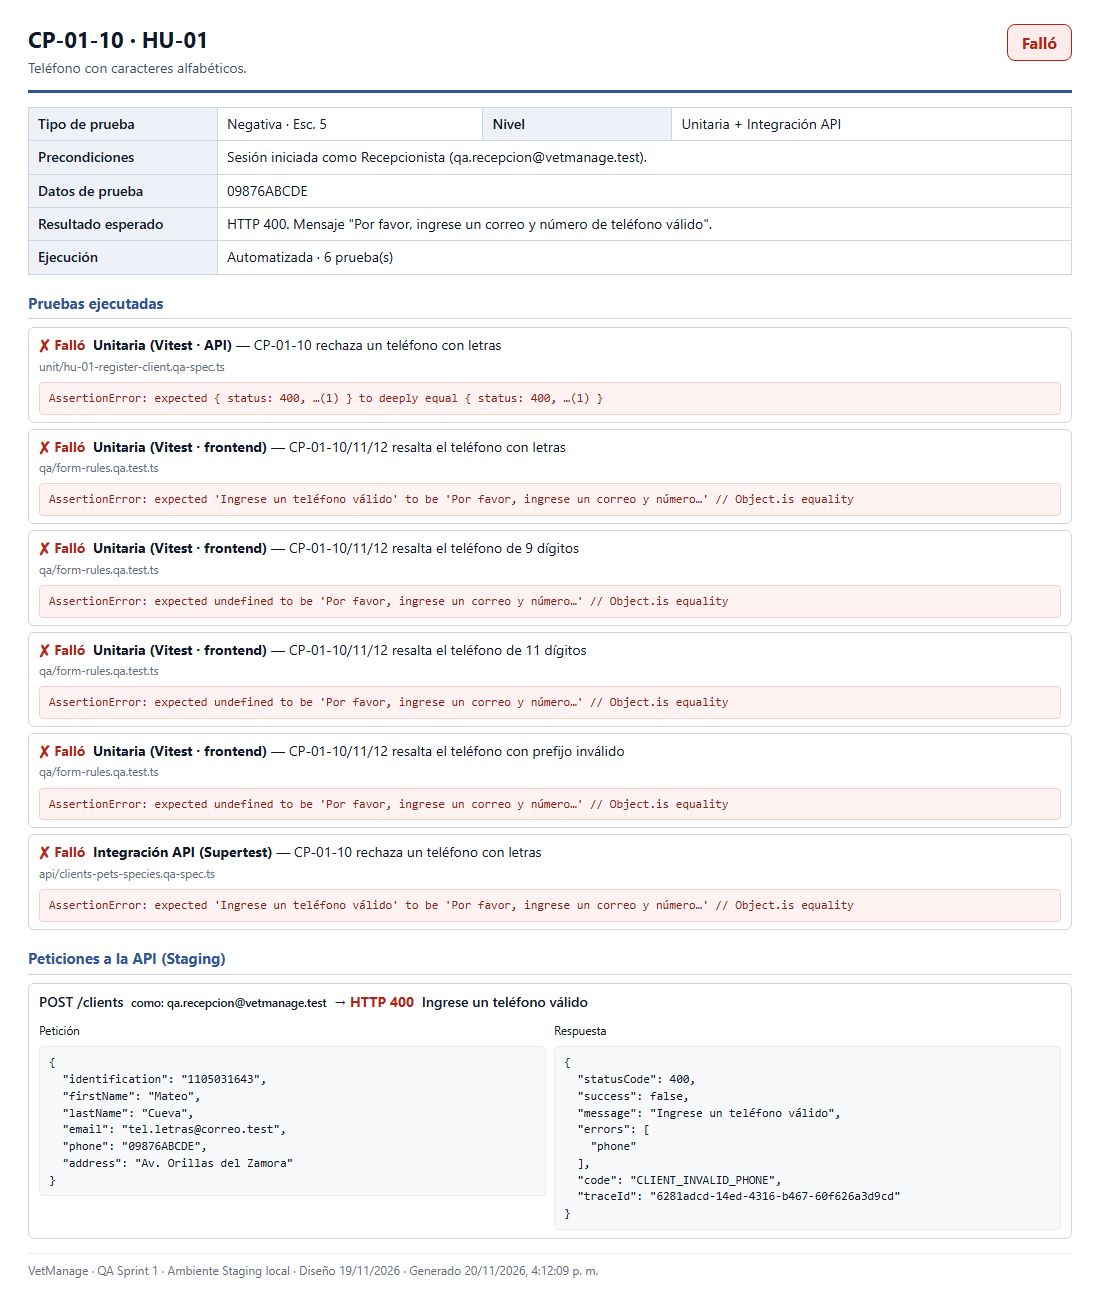 CP-01-10 · HU-01
Falló
Teléfono con caracteres alfabéticos.
Tipo de prueba Negativa · Esc. 5 Nivel Unitaria + Integración API
Precondiciones Sesión iniciada como Recepcionista (qa.recepcion@vetmanage.test).
Datos de prueba 09876ABCDE
Resultado esperado HTTP 400. Mensaje "Por favor, ingrese un correo y número de teléfono válido".
Ejecución Automatizada · 6 prueba(s)
Pruebas ejecutadas
✘ Falló Unitaria (Vitest · API) — CP-01-10 rechaza un teléfono con letras
unit/hu-01-register-client.qa-spec.ts
AssertionError: expected { status: 400, …(1) } to deeply equal { status: 400, …(1) }
✘ Falló Unitaria (Vitest · frontend) — CP-01-10/11/12 resalta el teléfono con letras
qa/form-rules.qa.test.ts
AssertionError: expected 'Ingrese un teléfono válido' to be 'Por favor, ingrese un correo y número…' // Object.is equality
✘ Falló Unitaria (Vitest · frontend) — CP-01-10/11/12 resalta el teléfono de 9 dígitos
qa/form-rules.qa.test.ts
AssertionError: expected undefined to be 'Por favor, ingrese un correo y número…' // Object.is equality
✘ Falló Unitaria (Vitest · frontend) — CP-01-10/11/12 resalta el teléfono de 11 dígitos
qa/form-rules.qa.test.ts
AssertionError: expected undefined to be 'Por favor, ingrese un correo y número…' // Object.is equality
✘ Falló Unitaria (Vitest · frontend) — CP-01-10/11/12 resalta el teléfono con prefijo inválido
qa/form-rules.qa.test.ts
AssertionError: expected undefined to be 'Por favor, ingrese un correo y número…' // Object.is equality
✘ Falló Integración API (Supertest) — CP-01-10 rechaza un teléfono con letras
api/clients-pets-species.qa-spec.ts
AssertionError: expected 'Ingrese un teléfono válido' to be 'Por favor, ingrese un correo y número…' // Object.is equality
Peticiones a la API (Staging)
POST /clients como: qa.recepcion@vetmanage.test → HTTP 400 Ingrese un teléfono válido
Petición
{
"identification": "1105031643",
"firstName": "Mateo",
"lastName": "Cueva",
"email": "tel.letras@correo.test",
"phone": "09876ABCDE",
"address": "Av. Orillas del Zamora"
}
Respuesta
{
"statusCode": 400,
"success": false,
"message": "Ingrese un teléfono válido",
"errors": [
"phone"
],
"code": "CLIENT_INVALID_PHONE",
"traceId": "6281adcd-14ed-4316-b467-60f626a3d9cd"
}
VetManage · QA Sprint 1 · Ambiente Staging local · Diseño 19/11/2026 · Generado 20/11/2026, 4:12:09 p. m.